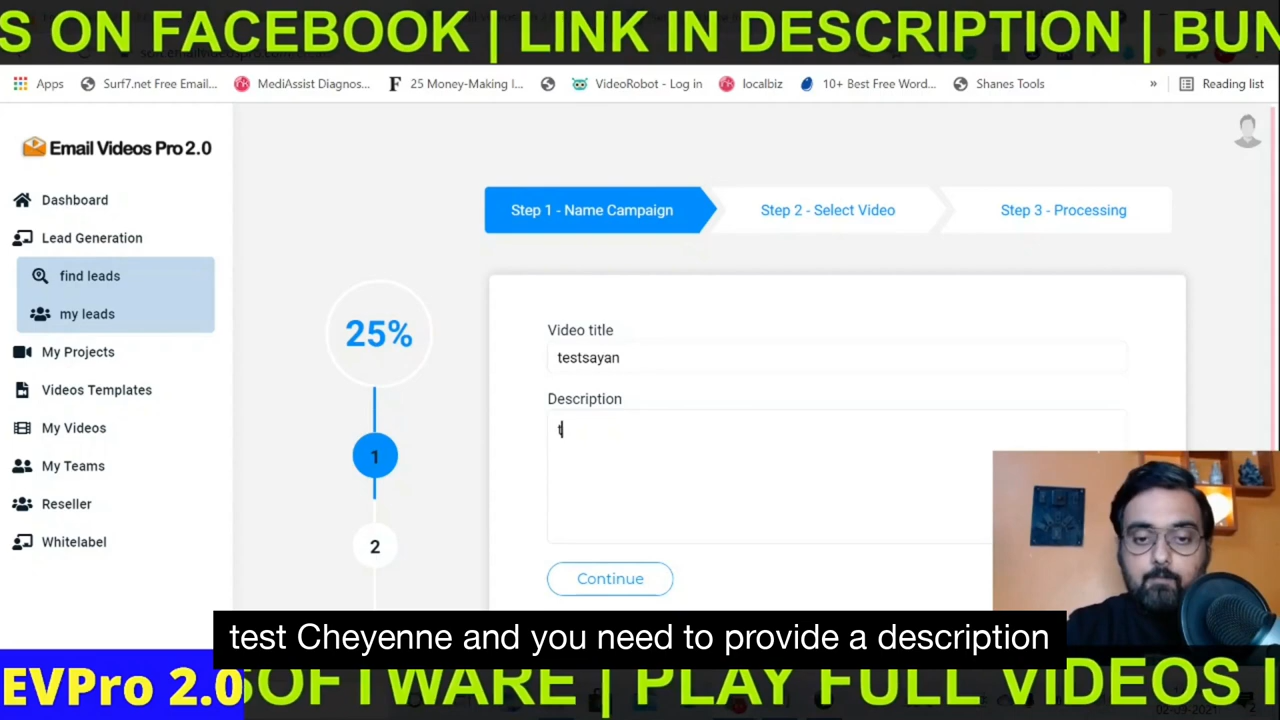 S ON FACEBOOK | LINK IN DESCRIPTION | BUN
Apps Surf7.net Free Email... MediAssist Diagnos... 25 Money-Making I... VideoRobot - Log in localbiz 10+ Best Free Word... Shanes Tools » Reading list
Email Videos Pro 2.0
Dashboard
Lead Generation
find leads
my leads
My Projects
Videos Templates
My Videos
My Teams
Reseller
Whitelabel
Step 1 - Name Campaign Step 2 - Select Video Step 3 - Processing
25%
1
2
Video title
testsayan
Description
t
Continue
test Cheyenne and you need to provide a description
EVPro 2.0
SOFTWARE | PLAY FULL VIDEOS I